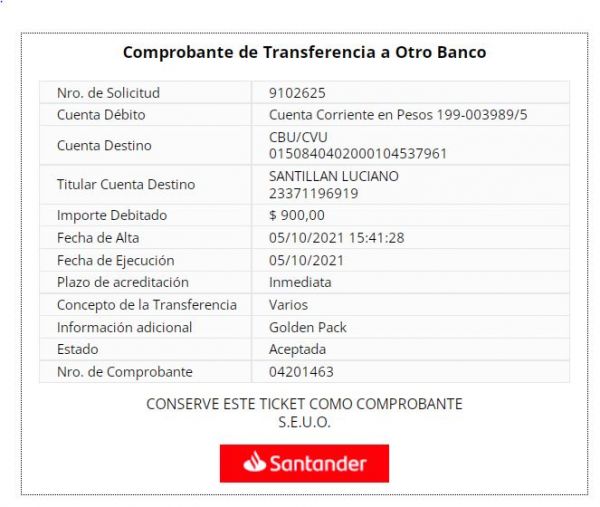 Comprobante de Transferencia a Otro Banco
Nro. de Solicitud 9102625
Cuenta Débito Cuenta Corriente en Pesos 199-003989/5
Cuenta Destino CBU/CVU
0150840402000104537961
Titular Cuenta Destino SANTILLAN LUCIANO
23371196919
Importe Debitado $ 900,00
Fecha de Alta 05/10/2021 15:41:28
Fecha de Ejecución 05/10/2021
Plazo de acreditación Inmediata
Concepto de la Transferencia Varios
Información adicional Golden Pack
Estado Aceptada
Nro. de Comprobante 04201463
CONSERVE ESTE TICKET COMO COMPROBANTE
S.E.U.O.
Santander